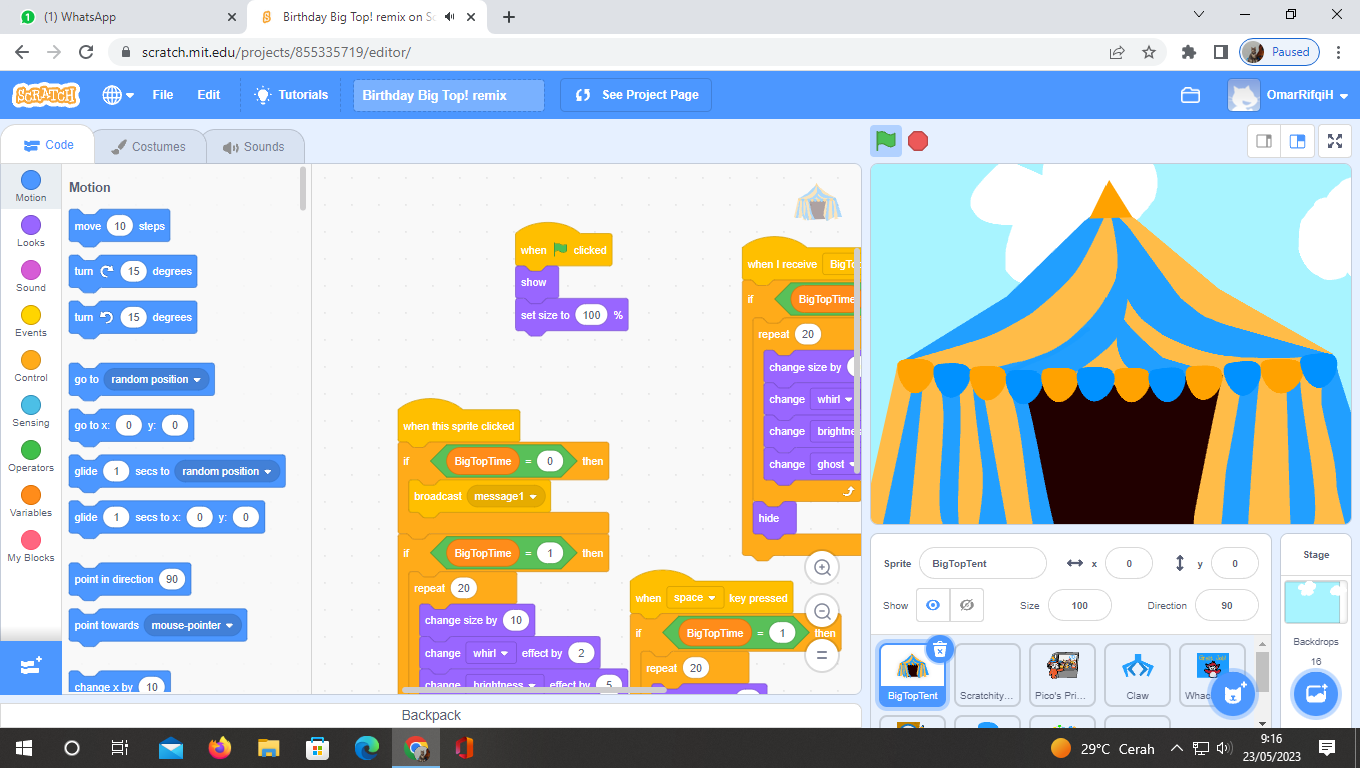 (1) WhatsApp
Birthday Big Top! remix on Sc
scratch.mit.edu/projects/855335719/editor/
Paused
SCRATCH
File
Edit
Tutorials
Birthday Big Top! remix
See Project Page
OmarRifqiH
Code
Costumes
Sounds
Motion
Looks
Sound
Events
Control
Sensing
Operators
Variables
My Blocks
Motion
move 10 steps
turn 15 degrees
turn 15 degrees
go to random position
go to x: 0 y: 0
glide 1 secs to random position
glide 1 secs to x: 0 y: 0
point in direction 90
point towards mouse-pointer
change x by 10
when clicked
show
set size to 100 %
when this sprite clicked
if BigTopTime = 0 then
broadcast message1
if BigTopTime = 1 then
repeat 20
change size by 10
change whirl effect by 2
change brightness effect by 5
when I receive BigTo
if BigTopTime
repeat 20
change size by
change whirl
change brightne
change ghost
hide
when space key pressed
if BigTopTime = 1 then
repeat 20
Backpack
Sprite BigTopTent x 0 y 0
Show Size 100 Direction 90
BigTopTent
Scratchity...
Pico's Pri...
Claw
Whac
Stage
Backdrops
16
29°C Cerah
9:16
23/05/2023